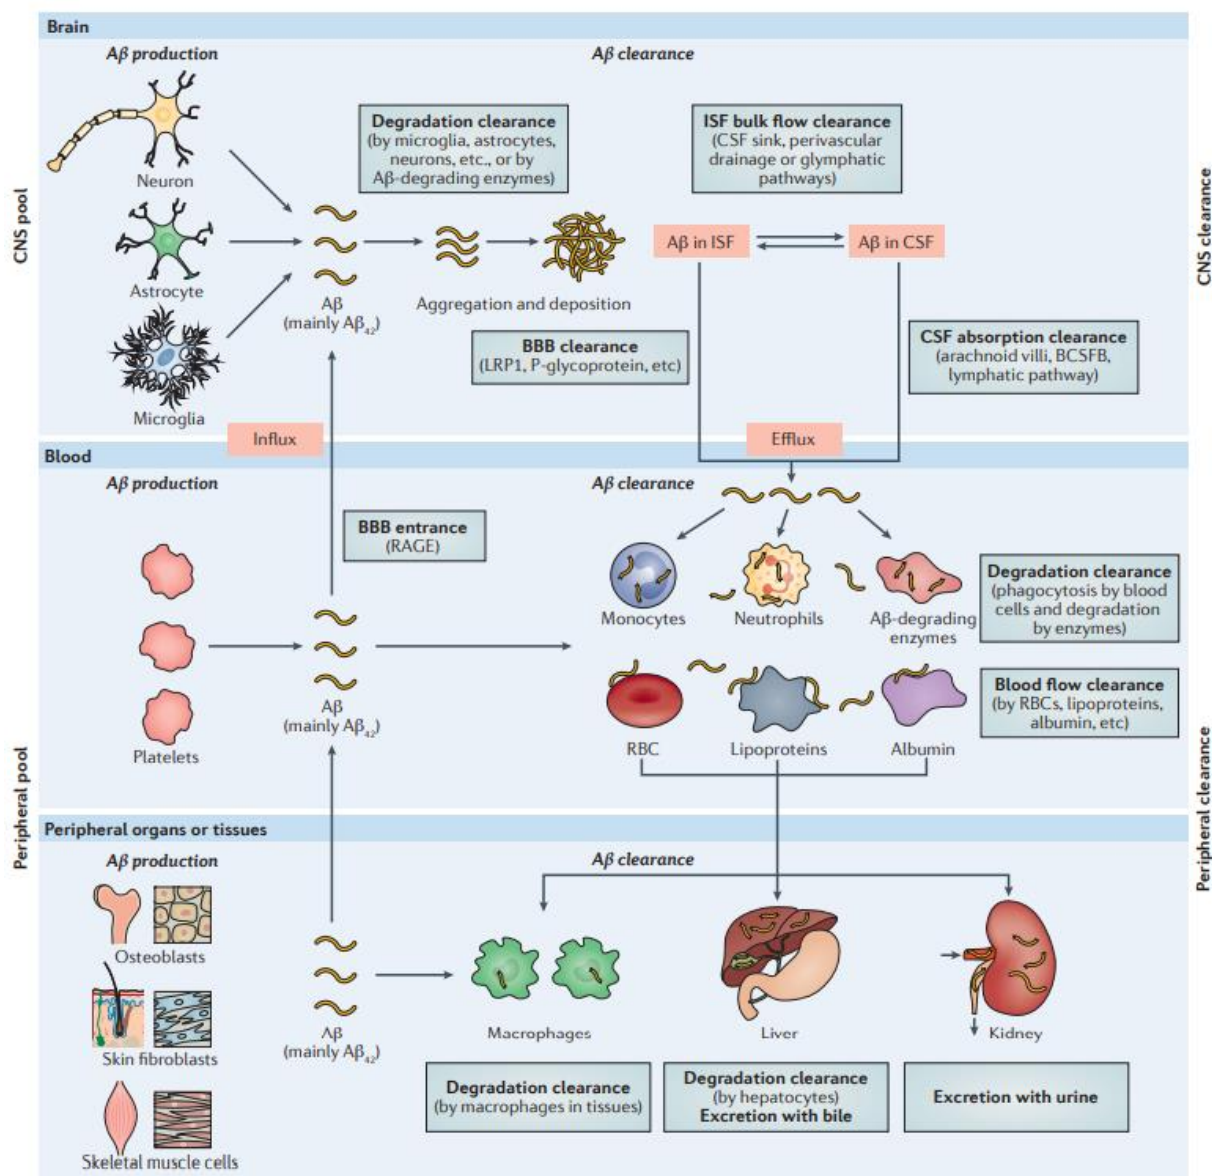 Brain
Aβ production
Aβ clearance
Neuron
Astrocyte
Microglia
Degradation clearance
(by microglia, astrocytes,
neurons, etc., or by
Aβ-degrading enzymes)
ISF bulk flow clearance
(CSF sink, perivascular
drainage or glymphatic
pathways)
Aβ in ISF
Aβ in CSF
Aβ
(mainly Aβ₄₂)
Aggregation and deposition
BBB clearance
(LRP1, P-glycoprotein, etc)
CSF absorption clearance
(arachnoid villi, BCSFB,
lymphatic pathway)
CNS pool
CNS clearance
Influx
Efflux
Blood
Aβ production
Aβ clearance
BBB entrance
(RAGE)
Platelets
Aβ
(mainly Aβ₄₂)
Monocytes
Neutrophils
Aβ-degrading
enzymes
Degradation clearance
(phagocytosis by blood
cells and degradation
by enzymes)
RBC
Lipoproteins
Albumin
Blood flow clearance
(by RBCs, lipoproteins,
albumin, etc)
Peripheral pool
Peripheral clearance
Peripheral organs or tissues
Aβ production
Aβ clearance
Osteoblasts
Skin fibroblasts
Skeletal muscle cells
Aβ
(mainly Aβ₄₂)
Macrophages
Liver
Kidney
Degradation clearance
(by macrophages in tissues)
Degradation clearance
(by hepatocytes)
Excretion with bile
Excretion with urine